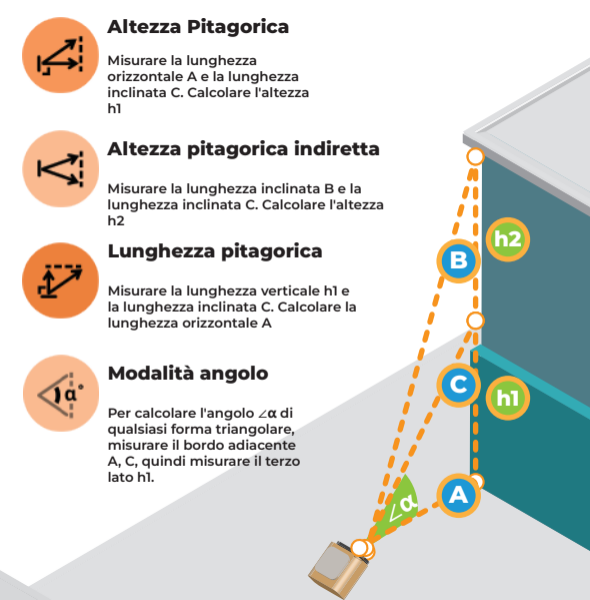 Altezza Pitagorica
Misurare la lunghezza
orizzontale A e la lunghezza
inclinata C. Calcolare l'altezza
h1
Altezza pitagorica indiretta
Misurare la lunghezza inclinata B e la
lunghezza inclinata C. Calcolare l'altezza
h2
Lunghezza pitagorica
Misurare la lunghezza verticale h1 e
la lunghezza inclinata C. Calcolare la
lunghezza orizzontale A
Modalità angolo
α°
Per calcolare l'angolo ∠α di
qualsiasi forma triangolare,
misurare il bordo adiacente
A, C, quindi misurare il terzo
lato h1.
h2
B
C
h1
A
∠α